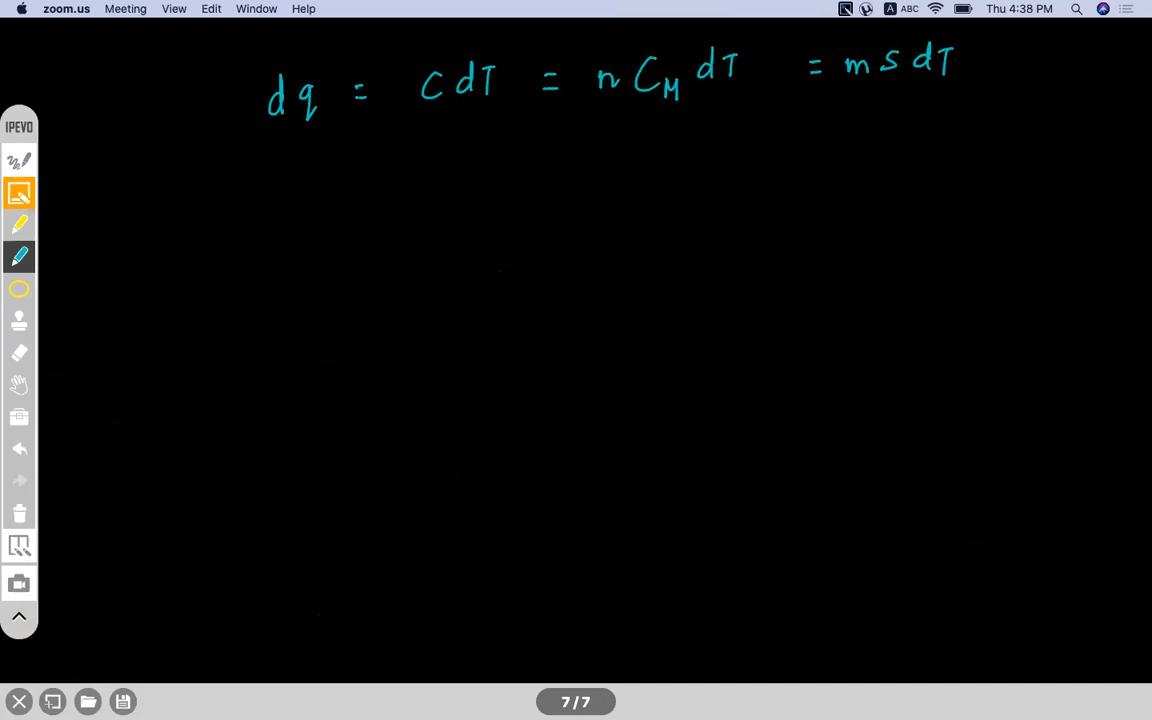 zoom.us Meeting View Edit Window Help A ABC Thu 4:38 PM
dq = C dT = n C_M dT = m s dT
IPEVO
7/7